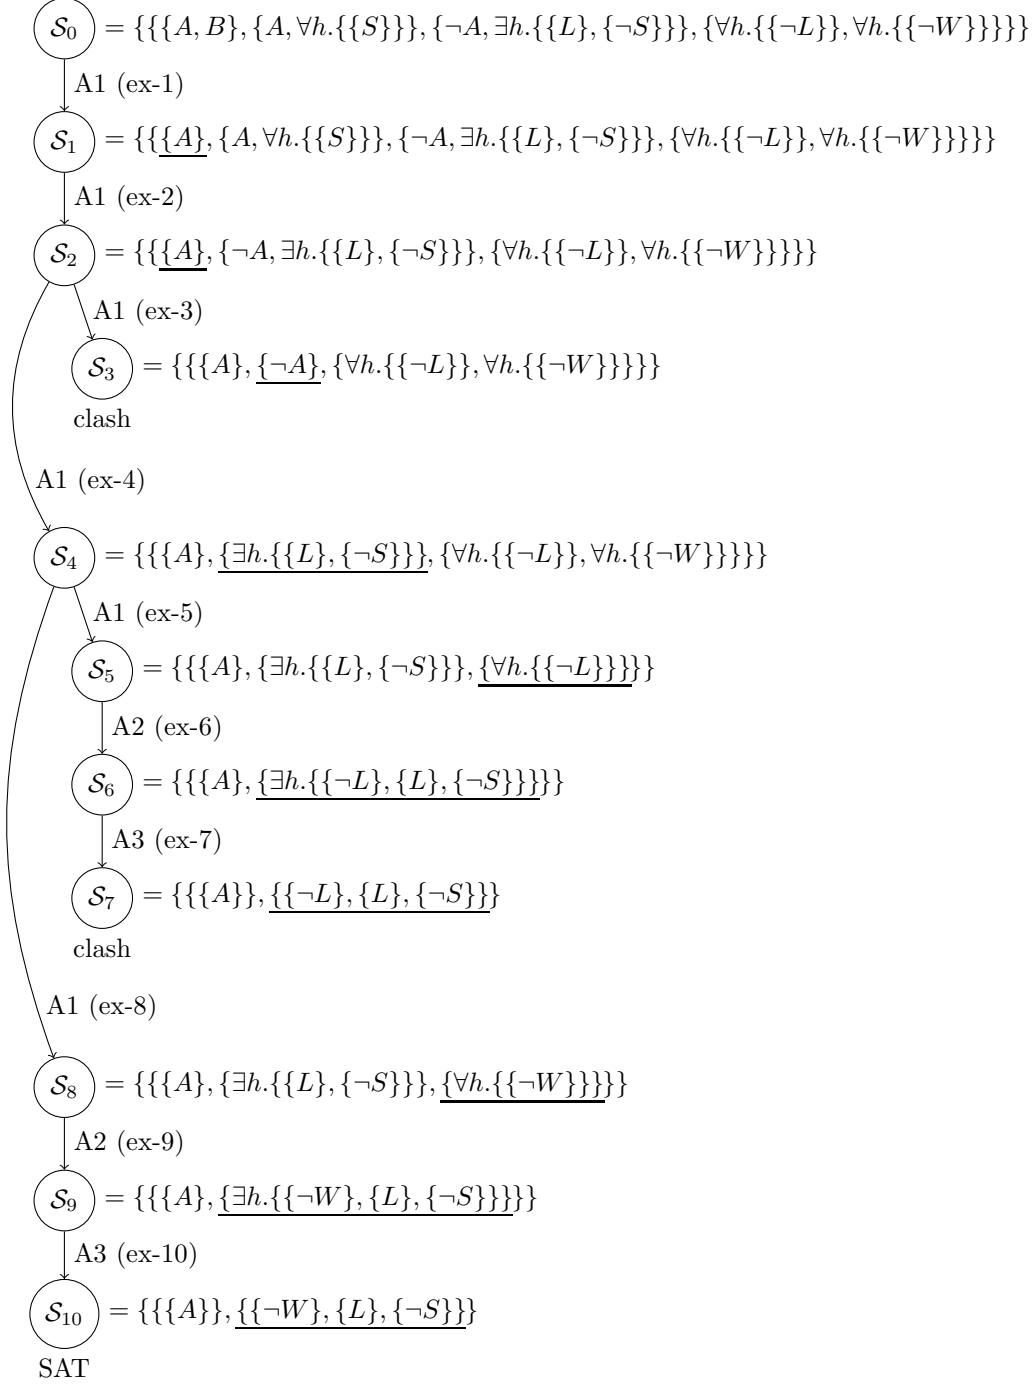 S₀ = {{{A, B}, {A, ∀h.{{S}}}, {¬A, ∃h.{{L}, {¬S}}}, {∀h.{{¬L}}, ∀h.{{¬W}}}}}
A1 (ex-1)
S₁ = {{{A}, {A, ∀h.{{S}}}, {¬A, ∃h.{{L}, {¬S}}}, {∀h.{{¬L}}, ∀h.{{¬W}}}}}
A1 (ex-2)
S₂ = {{{A}, {¬A, ∃h.{{L}, {¬S}}}, {∀h.{{¬L}}, ∀h.{{¬W}}}}}
A1 (ex-3)
S₃ = {{{A}, {¬A}, {∀h.{{¬L}}, ∀h.{{¬W}}}}}
clash
A1 (ex-4)
S₄ = {{{A}, {∃h.{{L}, {¬S}}}, {∀h.{{¬L}}, ∀h.{{¬W}}}}}
A1 (ex-5)
S₅ = {{{A}, {∃h.{{L}, {¬S}}}, {∀h.{{¬L}}}}}
A2 (ex-6)
S₆ = {{{A}, {∃h.{{¬L}, {L}, {¬S}}}}}
A3 (ex-7)
S₇ = {{{A}}, {{¬L}, {L}, {¬S}}}
clash
A1 (ex-8)
S₈ = {{{A}, {∃h.{{L}, {¬S}}}, {∀h.{{¬W}}}}}
A2 (ex-9)
S₉ = {{{A}, {∃h.{{¬W}, {L}, {¬S}}}}}
A3 (ex-10)
S₁₀ = {{{A}}, {{¬W}, {L}, {¬S}}}
SAT